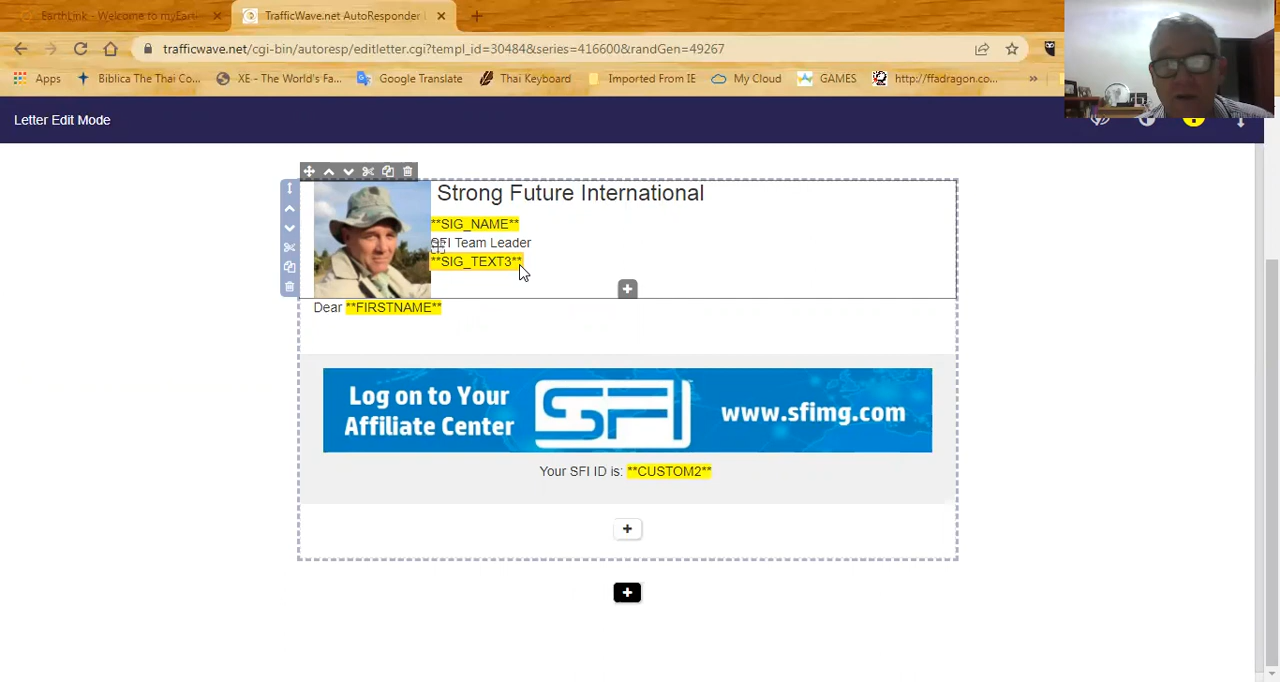 EarthLink - Welcome to myEart
TrafficWave.net AutoResponder
trafficwave.net/cgi-bin/autoresp/editletter.cgi?templ_id=30484&series=416600&randGen=49267
Apps
Biblica The Thai Co...
XE - The World's Fa...
Google Translate
Thai Keyboard
Imported From IE
My Cloud
GAMES
http://ffadragon.co...
»
Letter Edit Mode
Strong Future International
**SIG_NAME**
SFI Team Leader
**SIG_TEXT3**
Dear **FIRSTNAME**
Log on to Your
Affiliate Center
SFI
www.sfimg.com
Your SFI ID is: **CUSTOM2**